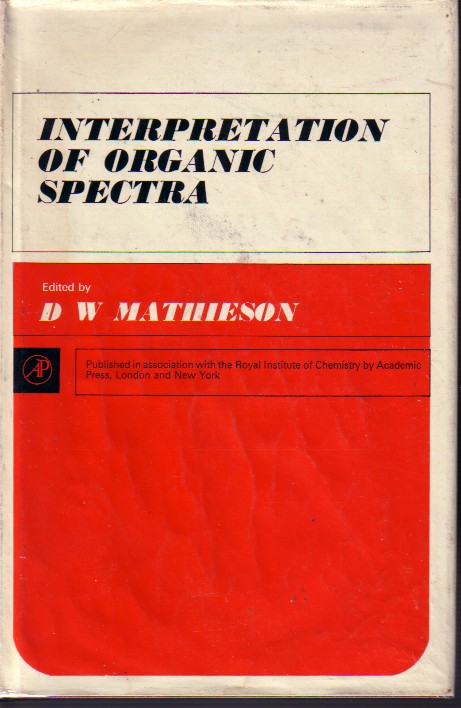 INTERPRETATION
OF ORGANIC
SPECTRA
Edited by
D W MATHIESON
AP
Published in association with the Royal Institute of Chemistry by Academic
Press, London and New York